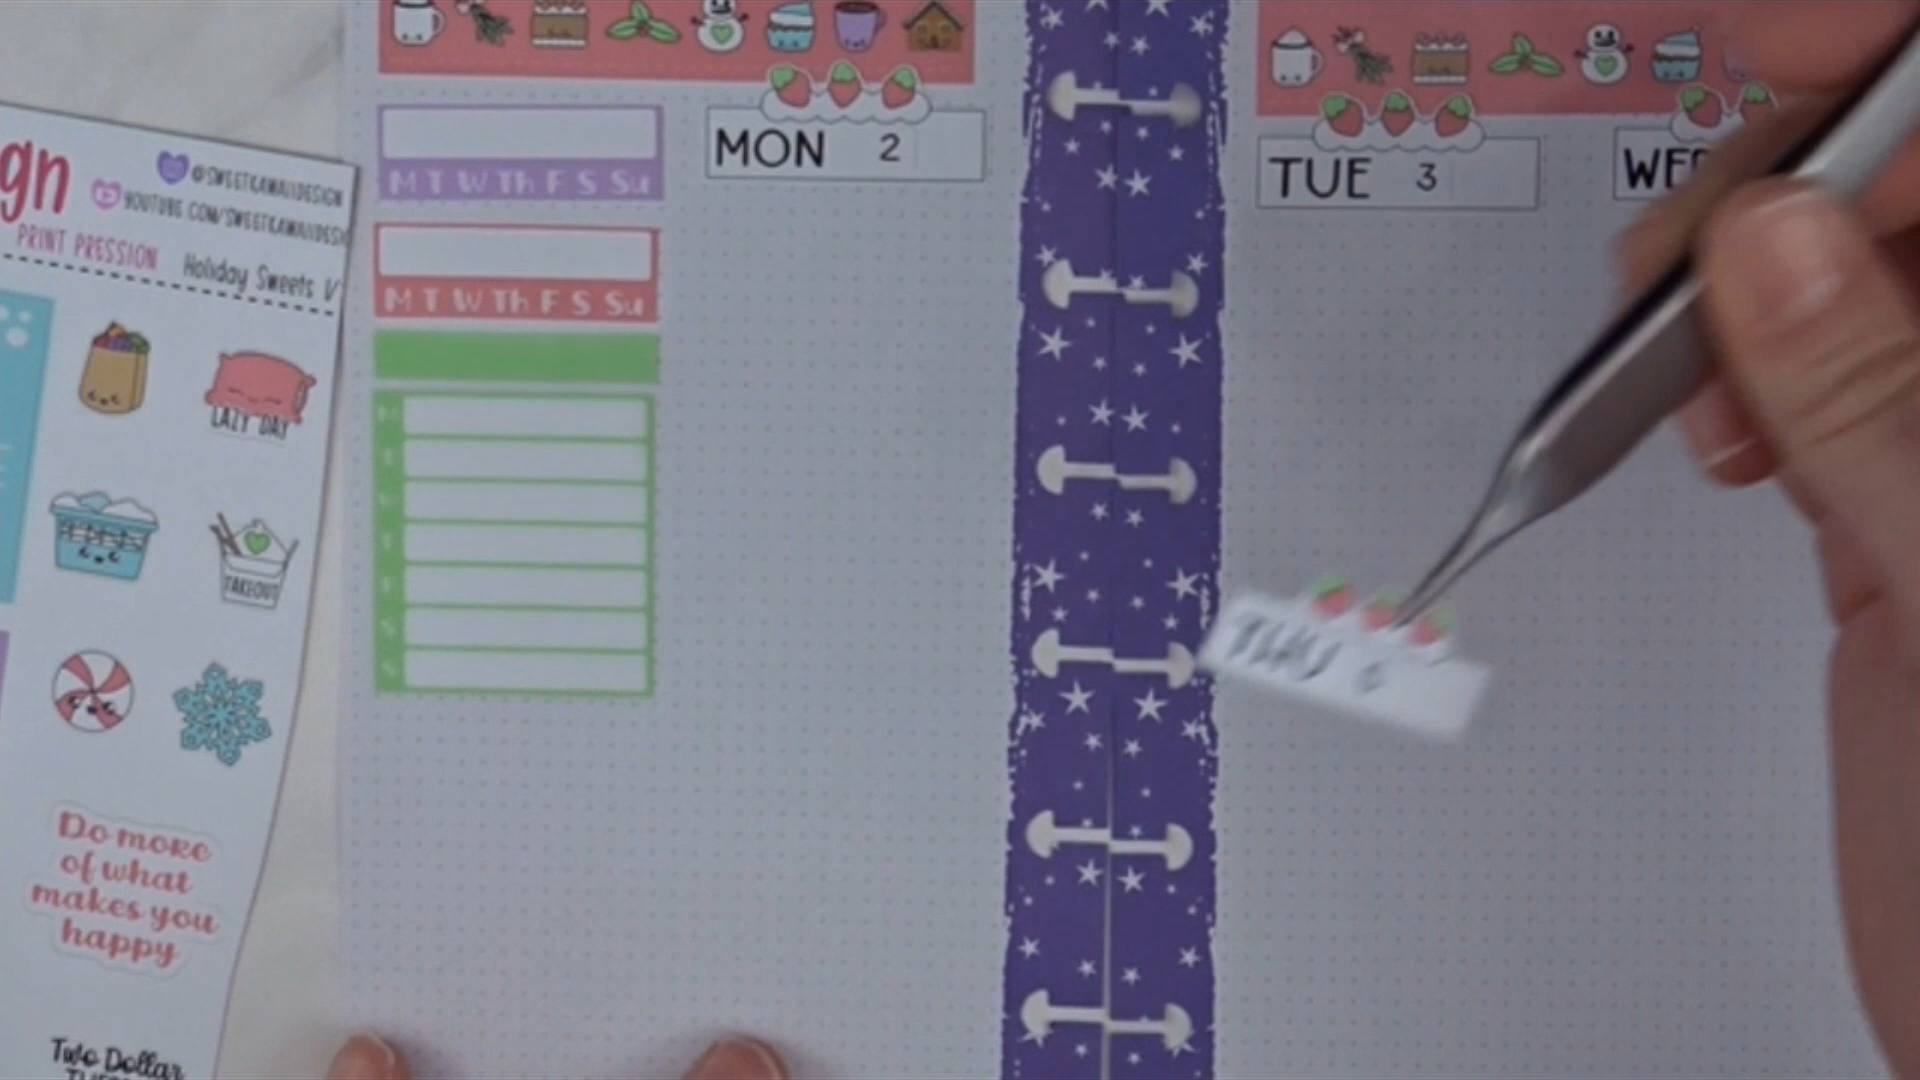 gn
@SWEETKAWAIIDESIGN
YOUTUBE.COM/SWEETKAWAIIDESI
PRINT PRESSION
Holiday Sweets V
LAZY DAY
TAKEOUT
Do more
of what
makes you
happy
Two Dollar
M T W Th F S Su
M T W Th F S Su
MON 2
TUE 3
WE